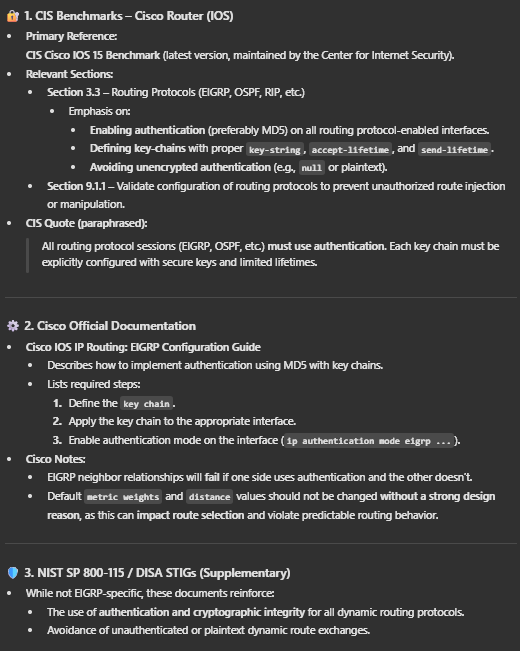 🔐 1. CIS Benchmarks – Cisco Router (IOS)
• Primary Reference:
CIS Cisco IOS 15 Benchmark (latest version, maintained by the Center for Internet Security).
• Relevant Sections:
• Section 3.3 – Routing Protocols (EIGRP, OSPF, RIP, etc.)
• Emphasis on:
• Enabling authentication (preferably MD5) on all routing protocol-enabled interfaces.
• Defining key-chains with proper key-string, accept-lifetime, and send-lifetime.
• Avoiding unencrypted authentication (e.g., null or plaintext).
• Section 9.1.1 – Validate configuration of routing protocols to prevent unauthorized route injection
or manipulation.
• CIS Quote (paraphrased):
All routing protocol sessions (EIGRP, OSPF, etc.) must use authentication. Each key chain must be
explicitly configured with secure keys and limited lifetimes.
⚙️ 2. Cisco Official Documentation
• Cisco IOS IP Routing: EIGRP Configuration Guide
• Describes how to implement authentication using MD5 with key chains.
• Lists required steps:
1. Define the key chain.
2. Apply the key chain to the appropriate interface.
3. Enable authentication mode on the interface (ip authentication mode eigrp ...).
• Cisco Notes:
• EIGRP neighbor relationships will fail if one side uses authentication and the other doesn't.
• Default metric weights and distance values should not be changed without a strong design
reason, as this can impact route selection and violate predictable routing behavior.
🛡️ 3. NIST SP 800-115 / DISA STIGs (Supplementary)
• While not EIGRP-specific, these documents reinforce:
• The use of authentication and cryptographic integrity for all dynamic routing protocols.
• Avoidance of unauthenticated or plaintext dynamic route exchanges.